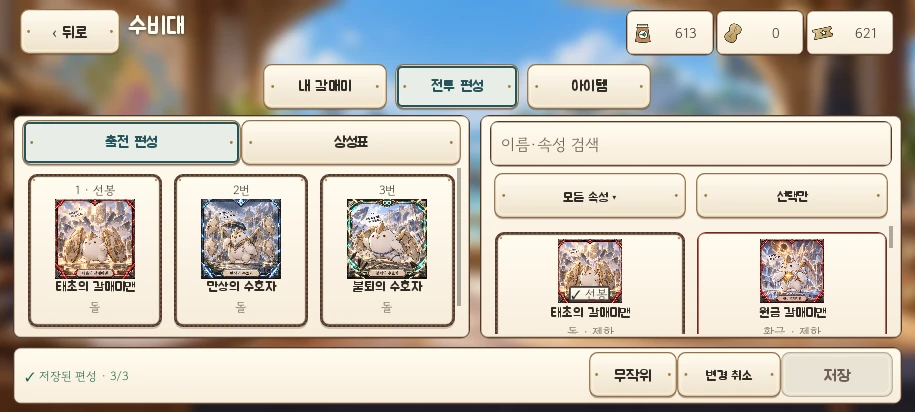 ‹ 뒤로
수비대
613
0
621
내 갈매미
전투 편성
아이템
출전 편성
상성표
이름·속성 검색
1 · 선봉
2번
3번
모든 속성 ▾
선택만
태초의 갈매미맨
만상의 수호자
불퇴의 수호자
돌
돌
돌
✓ 선봉
태초의 갈매미맨
원금 갈매미맨
돌 · 제한
황금 · 제한
✓ 저장된 편성 · 3/3
무작위
변경 취소
저장